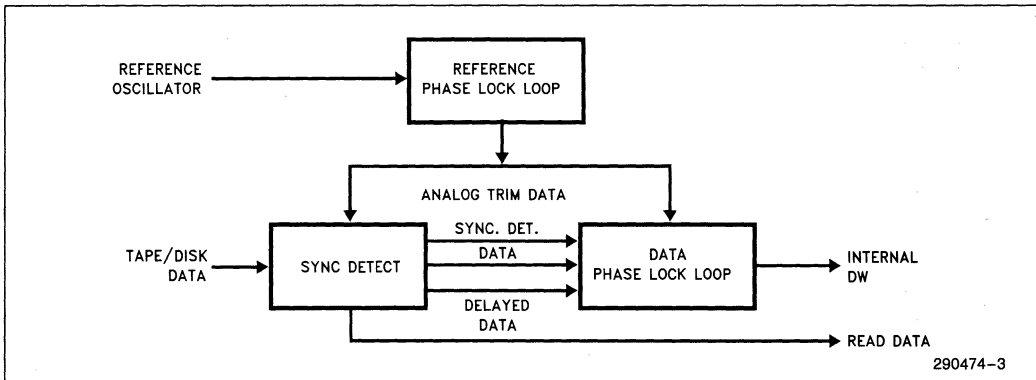 REFERENCE
OSCILLATOR
REFERENCE
PHASE LOCK LOOP
ANALOG TRIM DATA
TAPE/DISK
DATA
SYNC DETECT
SYNC. DET.
DATA
DELAYED
DATA
DATA
PHASE LOCK LOOP
INTERNAL
DW
READ DATA
290474-3